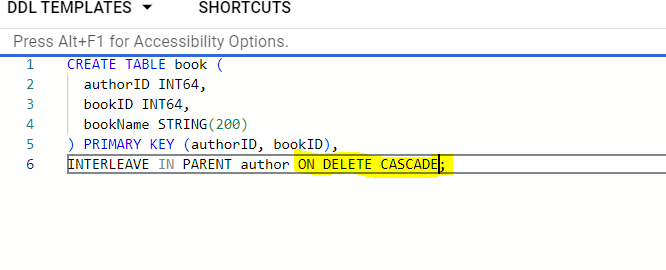 DDL TEMPLATES SHORTCUTS
Press Alt+F1 for Accessibility Options.
1 CREATE TABLE book (
2 authorID INT64,
3 bookID INT64,
4 bookName STRING(200)
5 ) PRIMARY KEY (authorID, bookID),
6 INTERLEAVE IN PARENT author ON DELETE CASCADE;